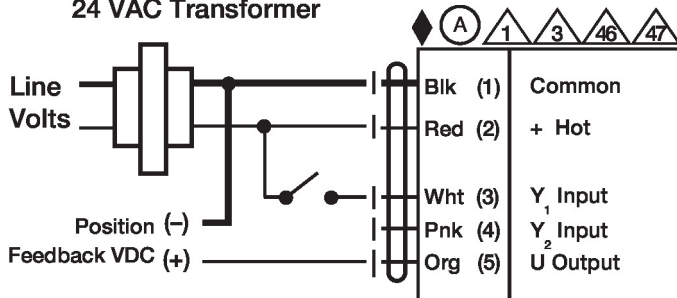 24 VAC Transformer
A 1 3 46 47
Line
Volts
Blk (1) Common
Red (2) + Hot
Wht (3) Y1 Input
Position (–)
Pnk (4) Y2 Input
Feedback VDC (+)
Org (5) U Output